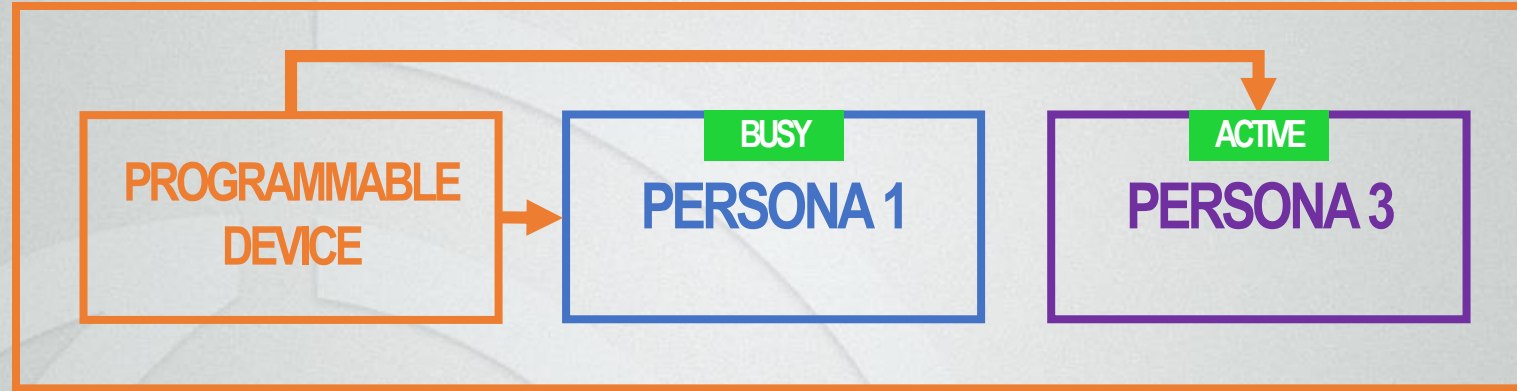 PROGRAMMABLE
DEVICE
BUSY
PERSONA 1
ACTIVE
PERSONA 3